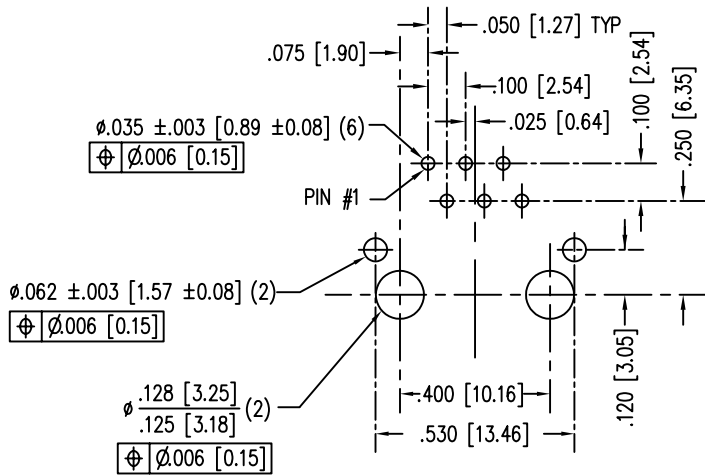 .050 [1.27] TYP
.075 [1.90]
.100 [2.54]
.025 [0.64]
.100 [2.54]
.250 [6.35]
⌀.035 ±.003 [0.89 ±0.08] (6)
⌖ ⌀.006 [0.15]
PIN #1
⌀.062 ±.003 [1.57 ±0.08] (2)
⌖ ⌀.006 [0.15]
⌀ .128 [3.25]
.125 [3.18] (2)
⌖ ⌀.006 [0.15]
.400 [10.16]
.530 [13.46]
.120 [3.05]